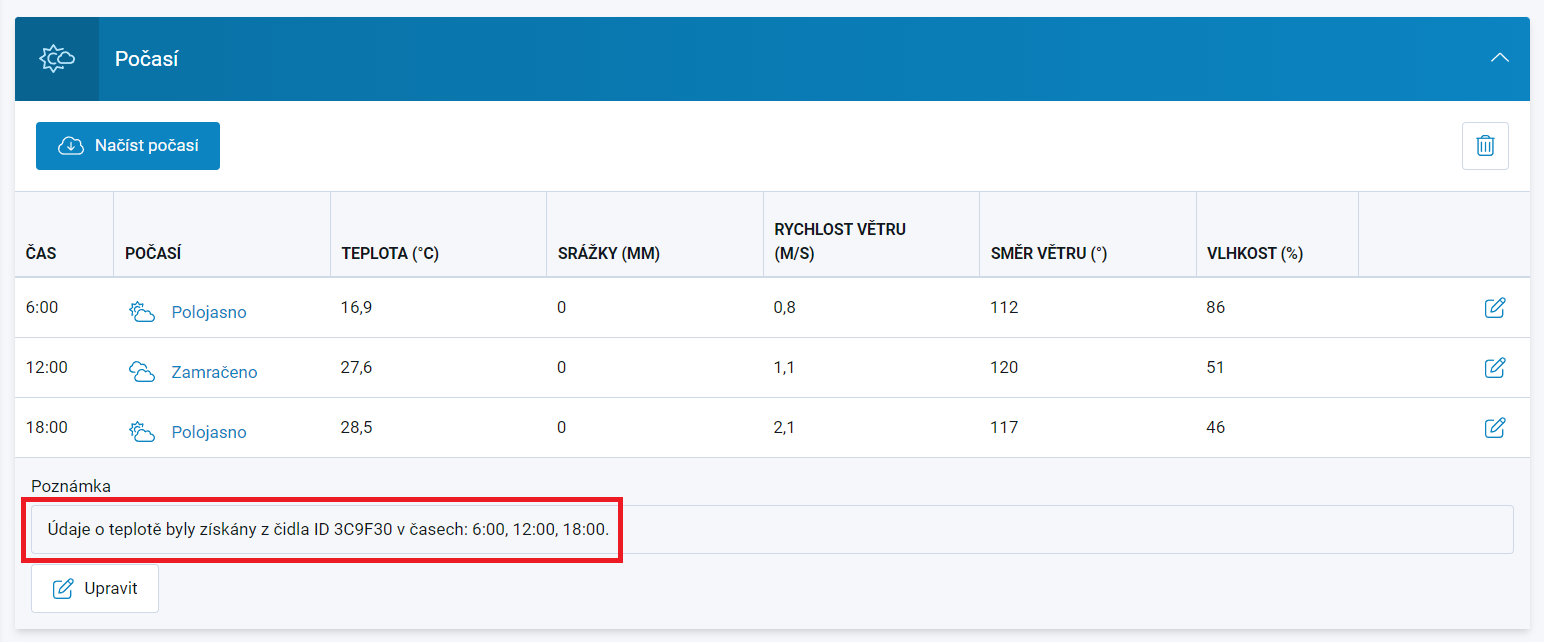 Počasí
Načíst počasí
ČAS POČASÍ TEPLOTA (°C) SRÁŽKY (MM) RYCHLOST VĚTRU (M/S) SMĚR VĚTRU (°) VLHKOST (%)
6:00 Polojasno 16,9 0 0,8 112 86
12:00 Zamračeno 27,6 0 1,1 120 51
18:00 Polojasno 28,5 0 2,1 117 46
Poznámka
Údaje o teplotě byly získány z čidla ID 3C9F30 v časech: 6:00, 12:00, 18:00.
Upravit